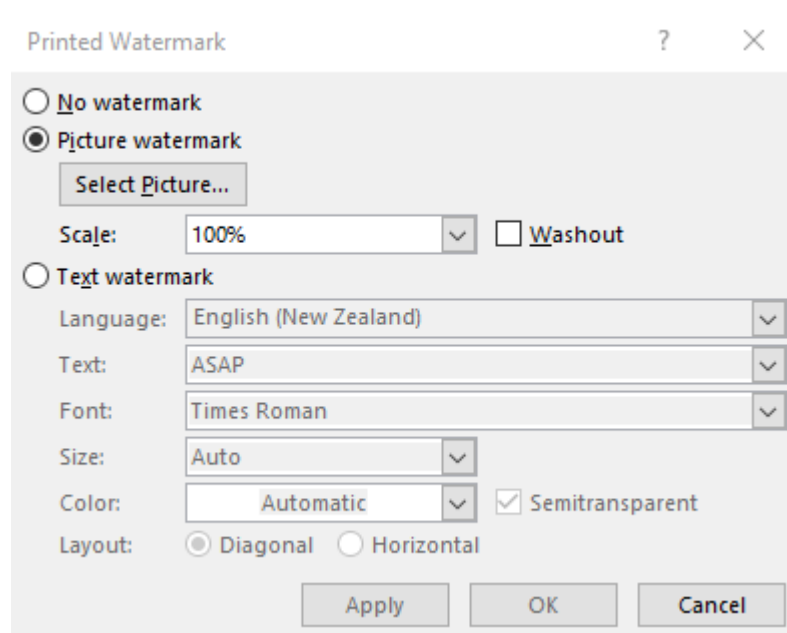 Printed Watermark ? ×
No watermark
Picture watermark
Select Picture...
Scale: 100% Washout
Text watermark
Language: English (New Zealand)
Text: ASAP
Font: Times Roman
Size: Auto
Color: Automatic Semitransparent
Layout: Diagonal Horizontal
Apply OK Cancel